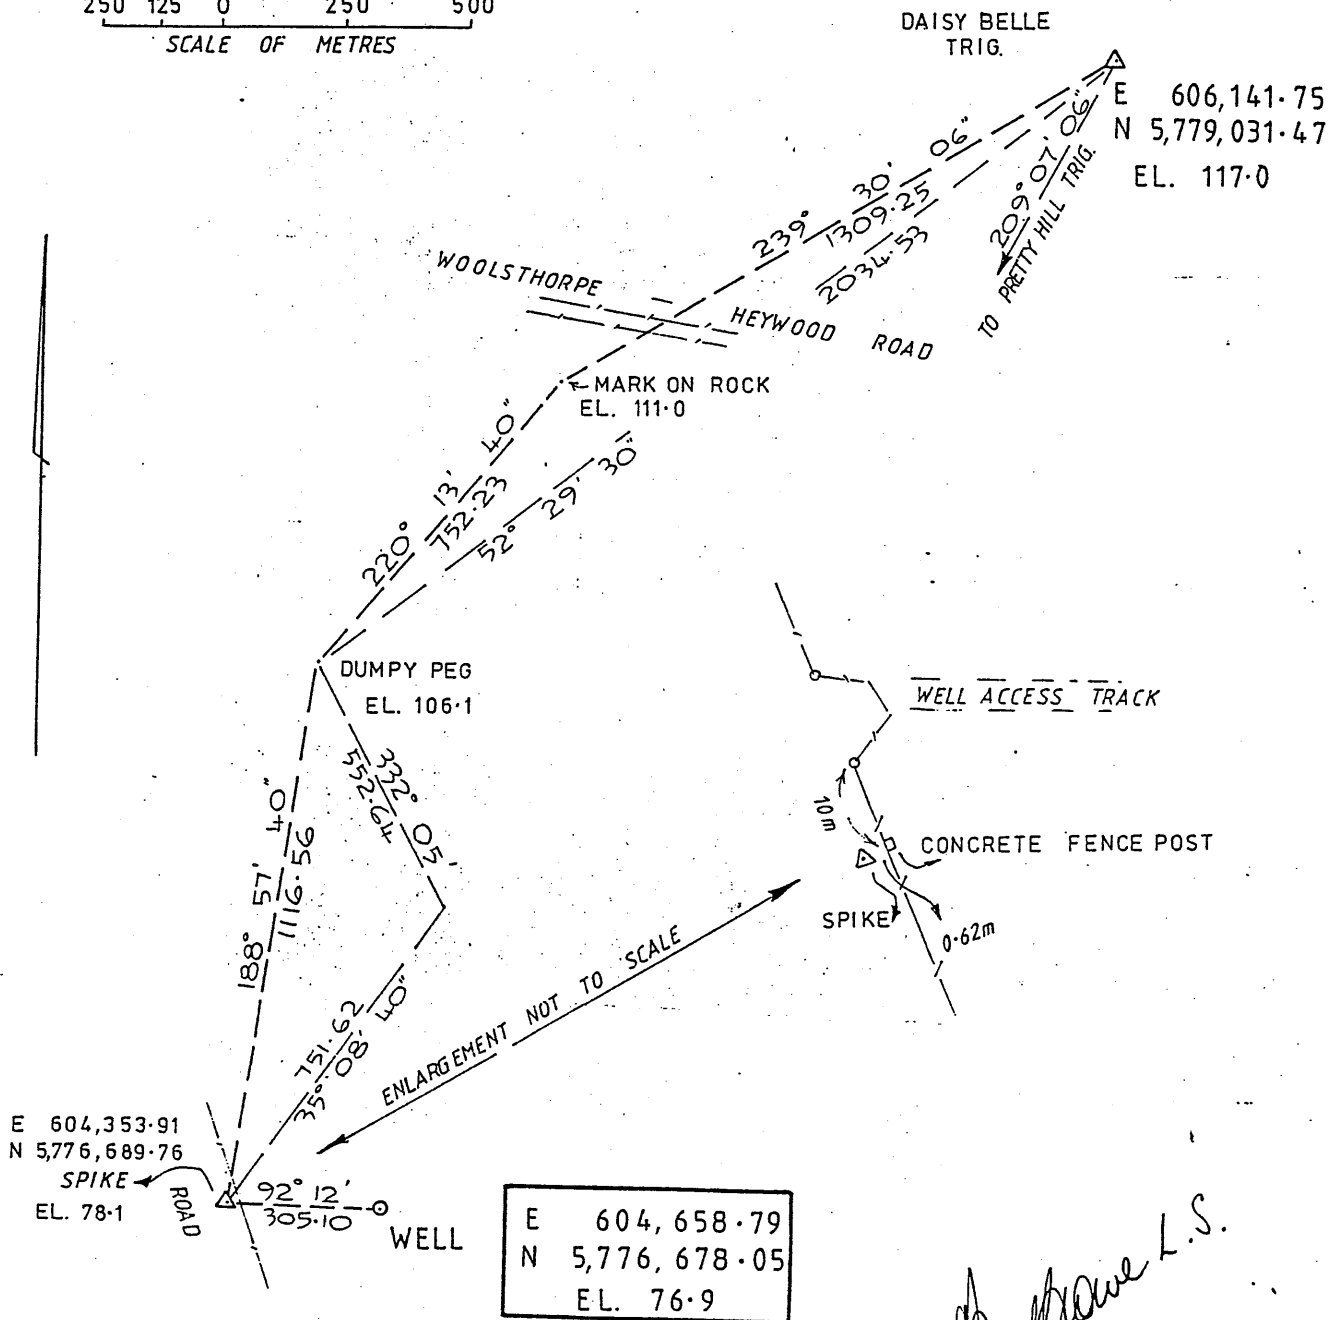 250 125 0 250 500
SCALE OF METRES
DAISY BELLE
TRIG.
E 606,141·75
N 5,779,031·47
EL. 117·0
239° 30' 06"
1309·25
2034·53
209° 07' 06"
TO PRETTY HILL TRIG.
WOOLSTHORPE
HEYWOOD ROAD
MARK ON ROCK
EL. 111·0
220° 13' 40"
752·23
52° 29' 30"
DUMPY PEG
EL. 106·1
WELL ACCESS TRACK
332° 05'
552·64
10m
CONCRETE FENCE POST
SPIKE
0·62m
188° 57' 40"
1116·56
751·62
35° 08' 40"
ENLARGEMENT NOT TO SCALE
E 604,353·91
N 5,776,689·76
SPIKE
EL. 78·1
ROAD
92° 12'
305·10
WELL
E 604,658·79
N 5,776,678·05
EL. 76·9
L.S.